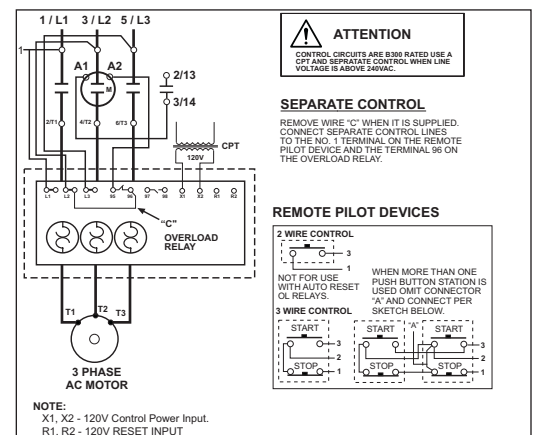 1 / L1 3 / L2 5 / L3
1
A1 A2
M
2/13
3/14
2/T1 4/T2 6/T3
CPT
120V
L1 L2 L3 95 96 97 98 X1 X2 R1 R2
"C"
OVERLOAD
RELAY
T1 T2 T3
3 PHASE
AC MOTOR
NOTE:
X1, X2 - 120V Control Power Input.
R1, R2 - 120V RESET INPUT
ATTENTION
CONTROL CIRCUITS ARE B300 RATED USE A
CPT AND SEPRATATE CONTROL WHEN LINE
VOLTAGE IS ABOVE 240VAC.
SEPARATE CONTROL
REMOVE WIRE "C" WHEN IT IS SUPPLIED.
CONNECT SEPARATE CONTROL LINES
TO THE NO. 1 TERMINAL ON THE REMOTE
PILOT DEVICE AND THE TERMINAL 96 ON
THE OVERLOAD RELAY.
REMOTE PILOT DEVICES
2 WIRE CONTROL
3
1
NOT FOR USE
WITH AUTO RESET
OL RELAYS.
WHEN MORE THAN ONE
PUSH BUTTON STATION IS
USED OMIT CONNECTOR
"A" AND CONNECT PER
SKETCH BELOW.
3 WIRE CONTROL
START
3
2
STOP
1
START "A" START
3
2
STOP STOP
1